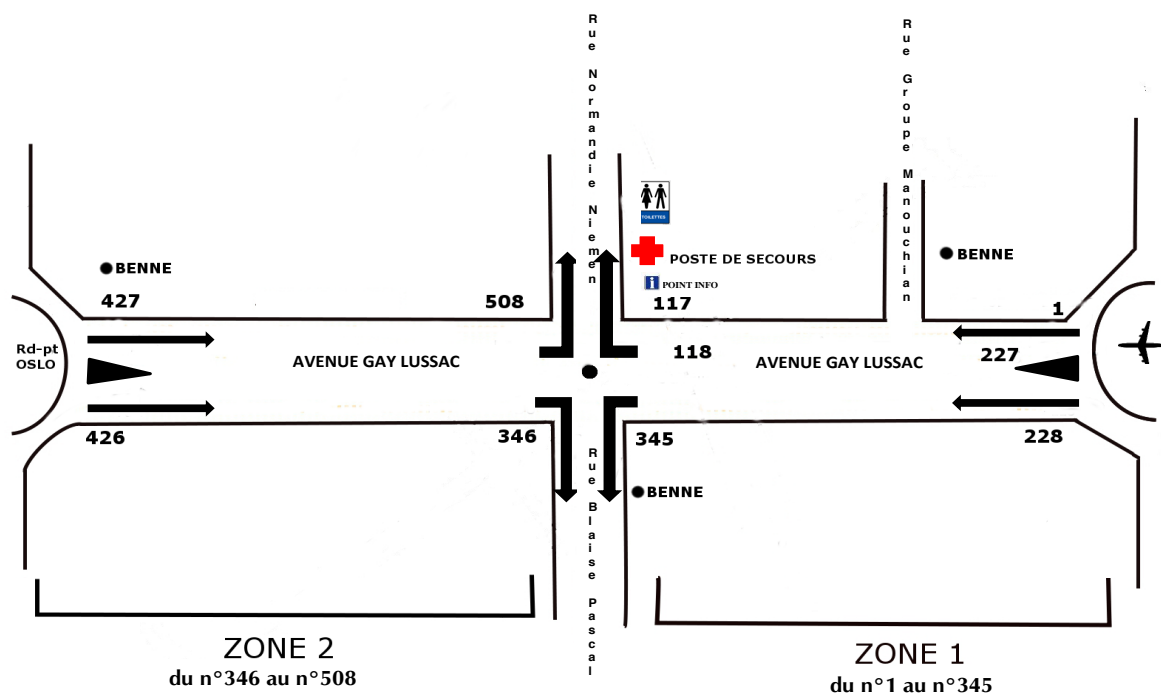 Rue Normandie Niemen
Rue Groupe Manouchian
TOILETTES
POSTE DE SECOURS
BENNE
BENNE
i POINT INFO
427
508
117
1
Rd-pt
OSLO
AVENUE GAY LUSSAC
118
AVENUE GAY LUSSAC
227
426
346
345
228
Rue Blaise Pascal
BENNE
ZONE 2
du n°346 au n°508
ZONE 1
du n°1 au n°345